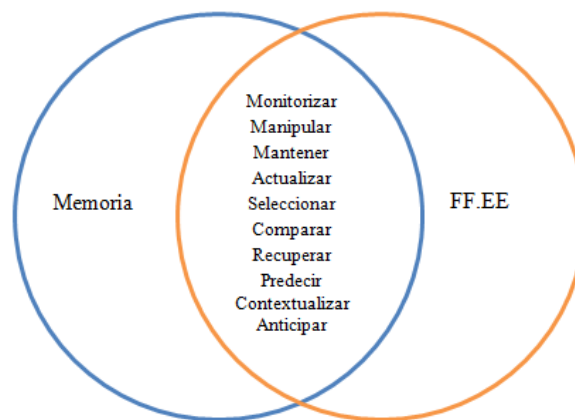 Monitorizar
Manipular
Mantener
Actualizar
Memoria
Seleccionar
FF.EE
Comparar
Recuperar
Predecir
Contextualizar
Anticipar